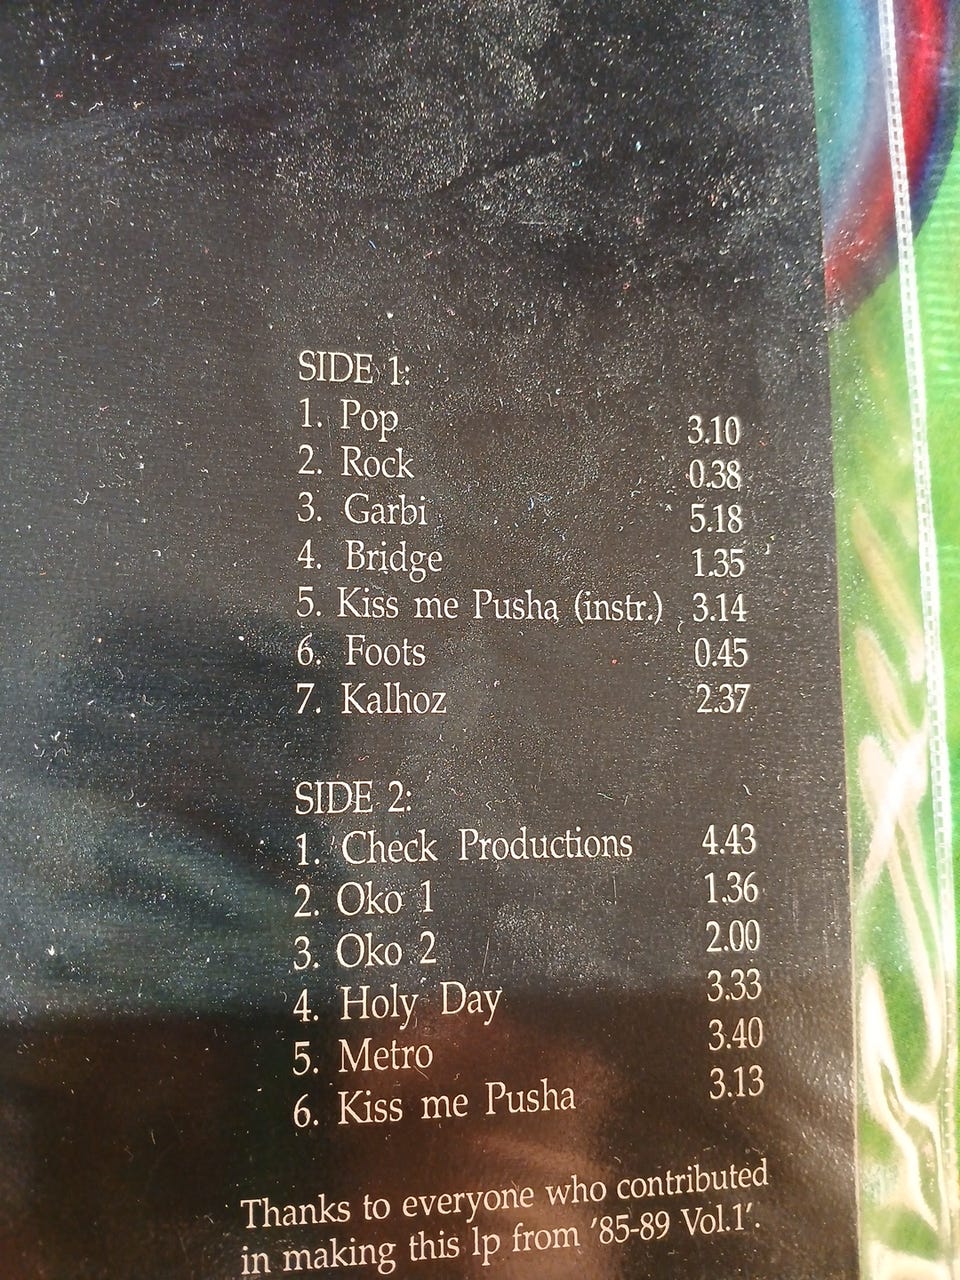 SIDE 1:
1. Pop 3.10
2. Rock 0.38
3. Garbi 5.18
4. Bridge 1.35
5. Kiss me Pusha (instr.) 3.14
6. Foots 0.45
7. Kalhoz 2.37
SIDE 2:
1. Check Productions 4.43
2. Oko 1 1.36
3. Oko 2 2.00
4. Holy Day 3.33
5. Metro 3.40
6. Kiss me Pusha 3.13
Thanks to everyone who contributed
in making this lp from '85-89 Vol.1'.